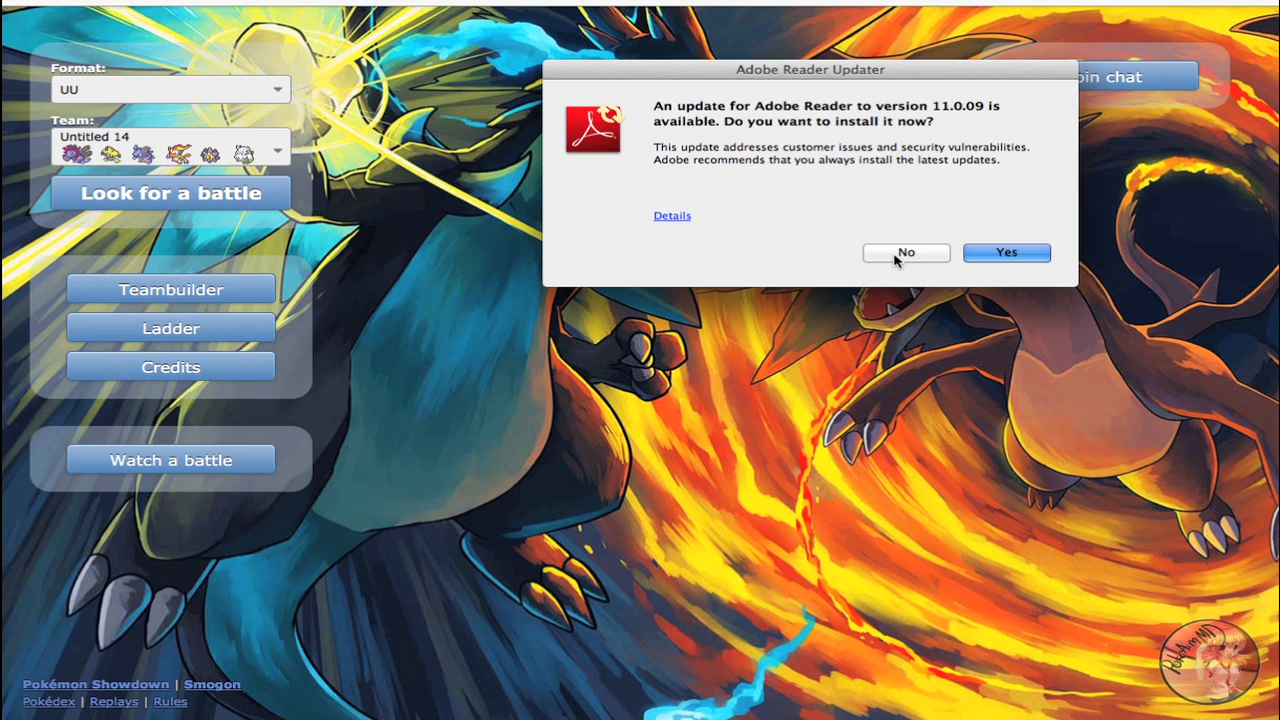 Format:
UU
Team:
Untitled 14
Look for a battle
Teambuilder
Ladder
Credits
Watch a battle
Pokémon Showdown | Smogon
Pokédex | Replays | Rules
Adobe Reader Updater
An update for Adobe Reader to version 11.0.09 is
available. Do you want to install it now?
This update addresses customer issues and security vulnerabilities.
Adobe recommends that you always install the latest updates.
Details
No
Yes
chat